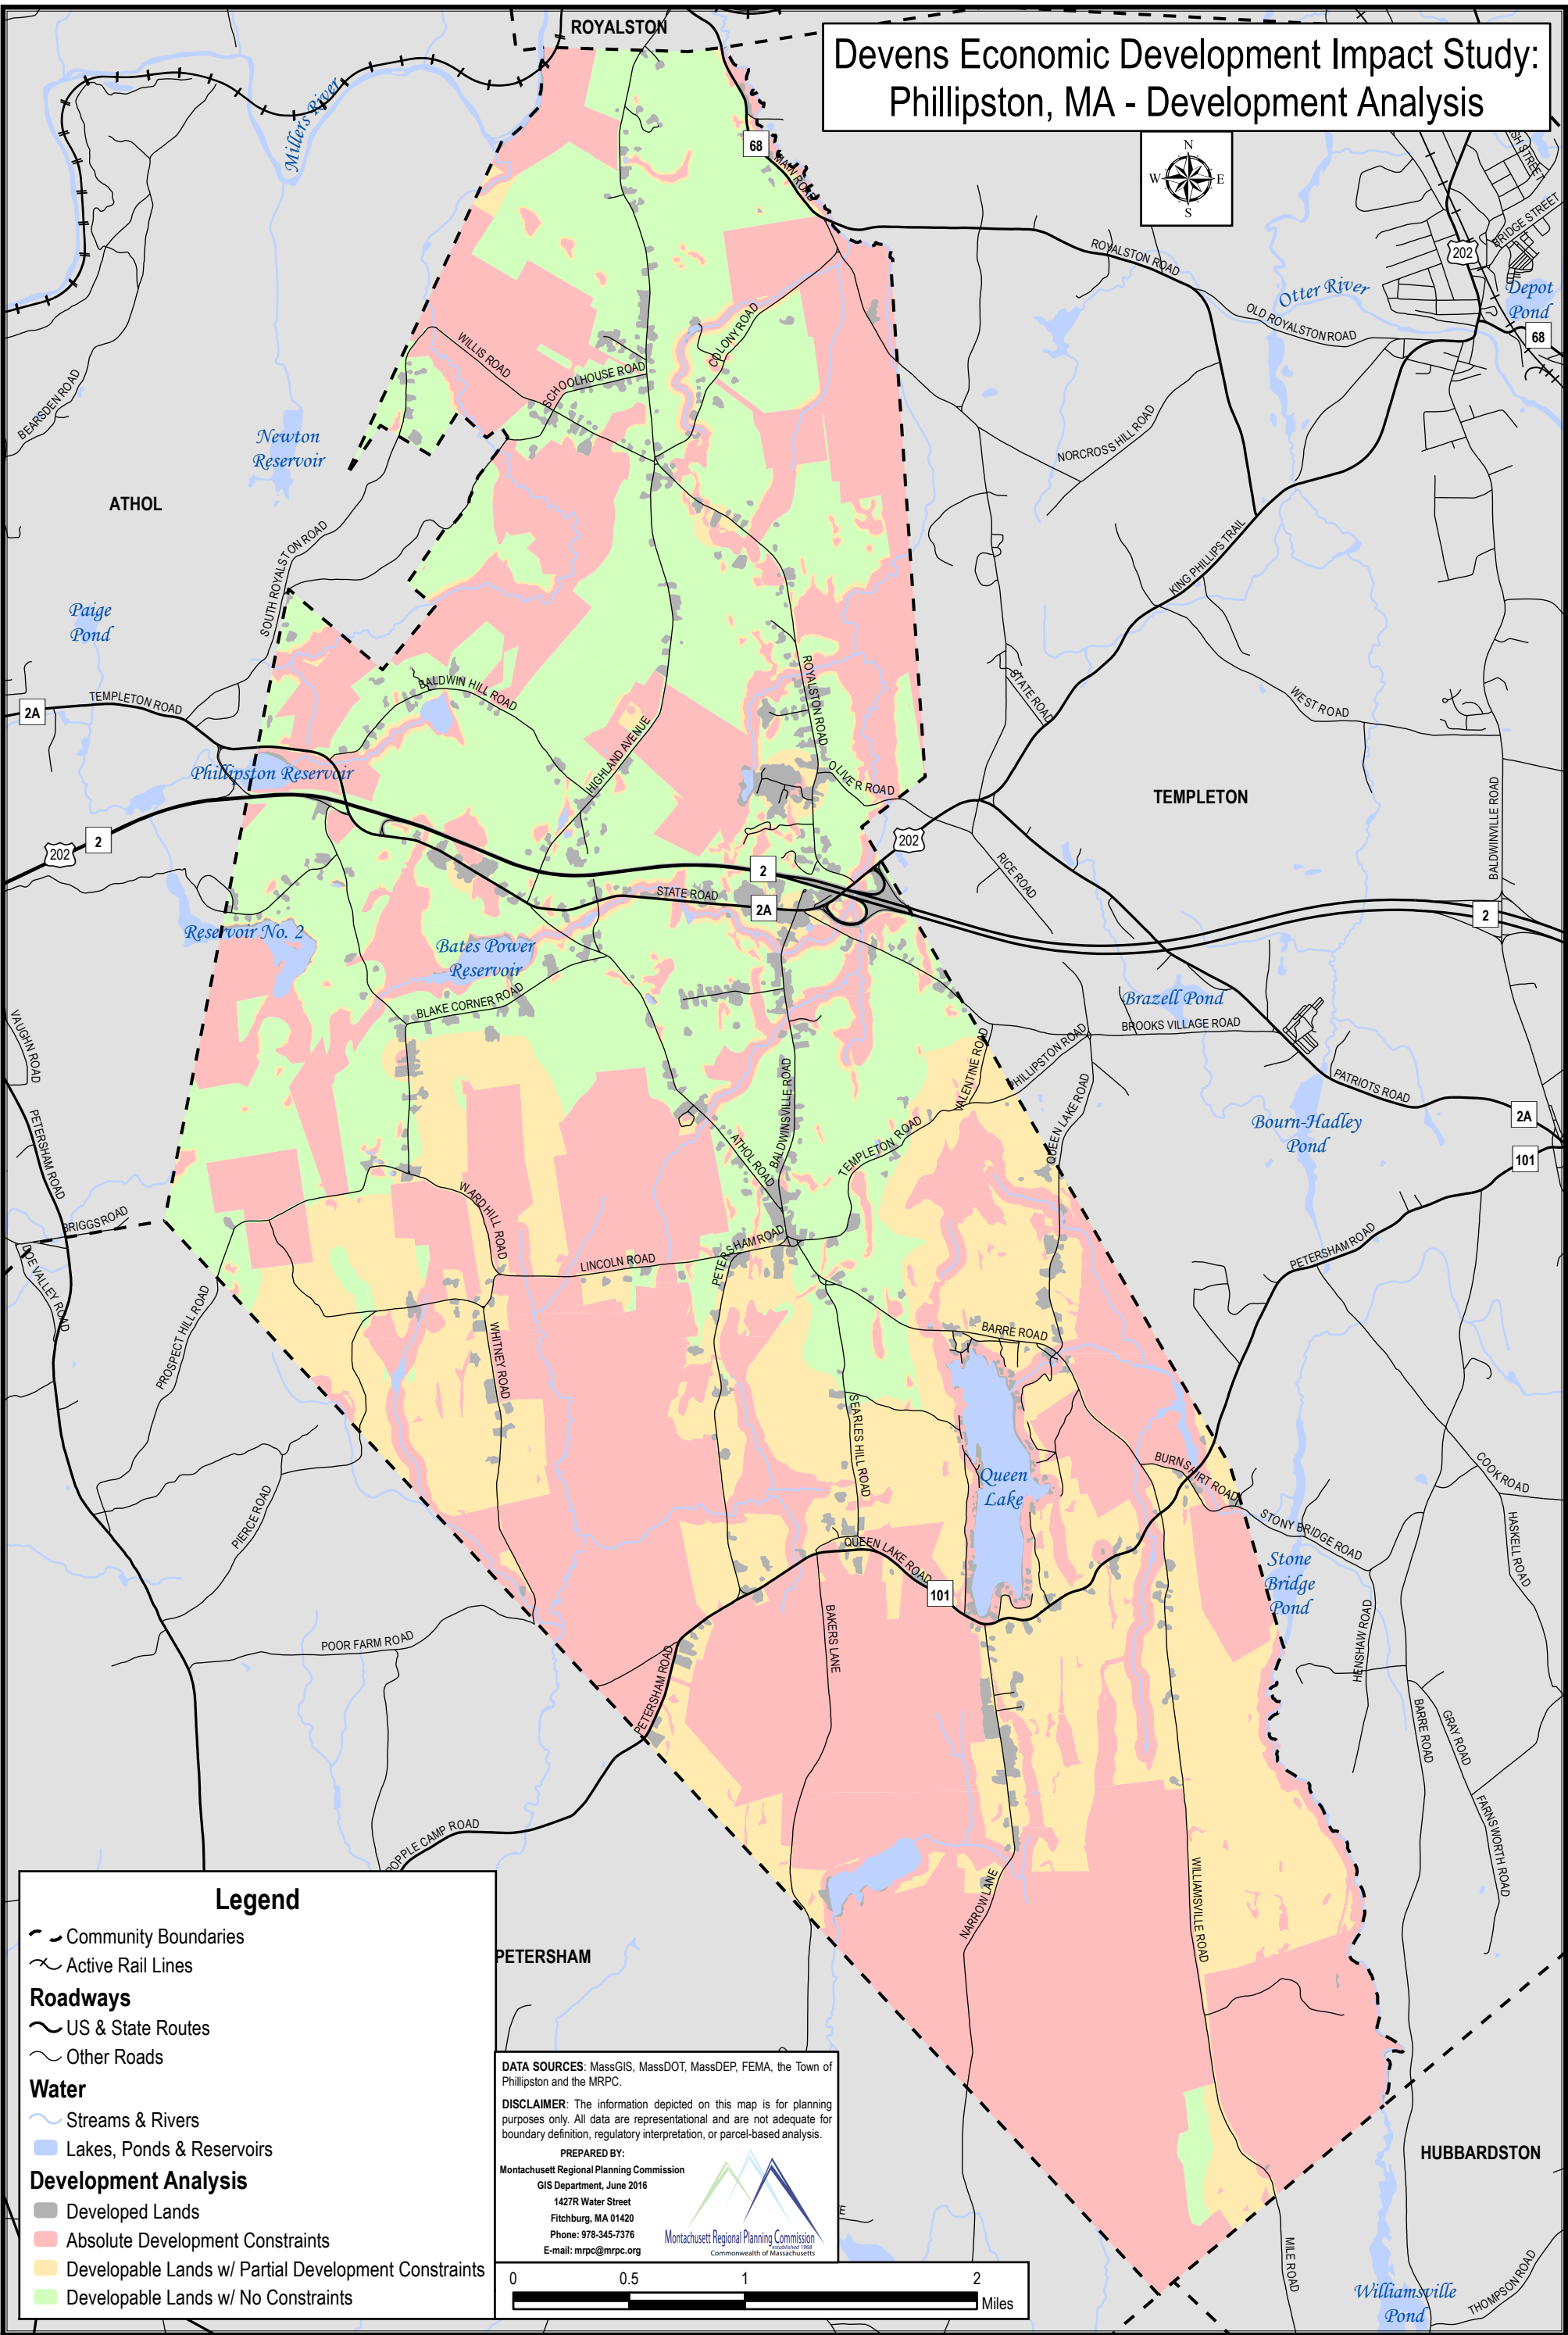 ROYALSTON
Devens Economic Development Impact Study:
Phillipston, MA - Development Analysis
N
W
E
S
Millers River
68
MAIN ROAD
ROYALSTON ROAD
202
BRIDGE STREET
Otter River
Depot
Pond
OLD ROYALSTON ROAD
68
COLONY ROAD
WILLIS ROAD
SCHOOLHOUSE ROAD
BEARSDEN ROAD
Newton
Reservoir
NORCROSS HILL ROAD
ATHOL
SOUTH ROYALSTON ROAD
KING PHILLIPS TRAIL
Paige
Pond
2A
TEMPLETON ROAD
BALDWIN HILL ROAD
ROYALSTON ROAD
STATE ROAD
WEST ROAD
HIGHLAND AVENUE
Phillipston Reservoir
OLIVER ROAD
TEMPLETON
BALDWINVILLE ROAD
2
202
202
RICE ROAD
2
STATE ROAD
2A
2
Reservoir No. 2
Bates Power
Reservoir
BLAKE CORNER ROAD
Brazell Pond
BROOKS VILLAGE ROAD
VAUGHN ROAD
VALENTINE ROAD
PHILLIPSTON ROAD
QUEEN LAKE ROAD
PATRIOTS ROAD
2A
101
Bourn-Hadley
Pond
PETERSHAM ROAD
BALDWINSVILLE ROAD
ATHOL ROAD
TEMPLETON ROAD
WARD HILL ROAD
BRIGGS ROAD
DOE VALLEY ROAD
PETERSHAM ROAD
LINCOLN ROAD
PETERSHAM ROAD
PROSPECT HILL ROAD
WHITNEY ROAD
BARRE ROAD
SEARLES HILL ROAD
Queen
Lake
BURNSHIRT ROAD
COOK ROAD
HASKELL ROAD
PIERCE ROAD
STONY BRIDGE ROAD
QUEEN LAKE ROAD
101
Stone
Bridge
Pond
BAKERS LANE
POOR FARM ROAD
HENSHAW ROAD
PETERSHAM ROAD
BARRE ROAD
GRAY ROAD
FARNSWORTH ROAD
POPPLE CAMP ROAD
NARROW LANE
WILLIAMSVILLE ROAD
PETERSHAM
HUBBARDSTON
MILE ROAD
Williamsville
Pond
THOMPSON ROAD
Legend
Community Boundaries
Active Rail Lines
Roadways
US & State Routes
Other Roads
Water
Streams & Rivers
Lakes, Ponds & Reservoirs
Development Analysis
Developed Lands
Absolute Development Constraints
Developable Lands w/ Partial Development Constraints
Developable Lands w/ No Constraints
DATA SOURCES: MassGIS, MassDOT, MassDEP, FEMA, the Town of
Phillipston and the MRPC.
DISCLAIMER: The information depicted on this map is for planning
purposes only. All data are representational and are not adequate for
boundary definition, regulatory interpretation, or parcel-based analysis.
PREPARED BY:
Montachusett Regional Planning Commission
GIS Department, June 2016
1427R Water Street
Fitchburg, MA 01420
Phone: 978-345-7376
E-mail: mrpc@mrpc.org
Montachusett Regional Planning Commission
established 1968
Commonwealth of Massachusetts
0 0.5 1 2
Miles